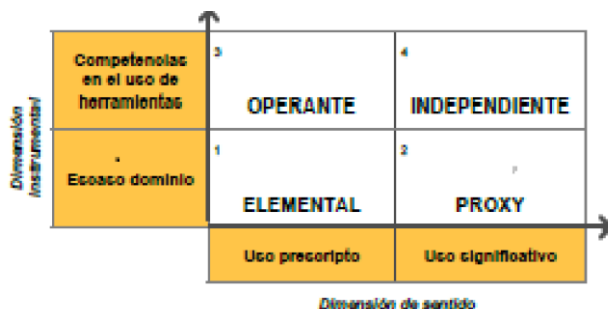 Competencias
en el uso de
herramientas
3
OPERANTE
4
INDEPENDIENTE
Dimensión
Instrumental
Escaso dominio
1
ELEMENTAL
2
PROXY
Uso prescripto
Uso significativo
Dimensión de sentido